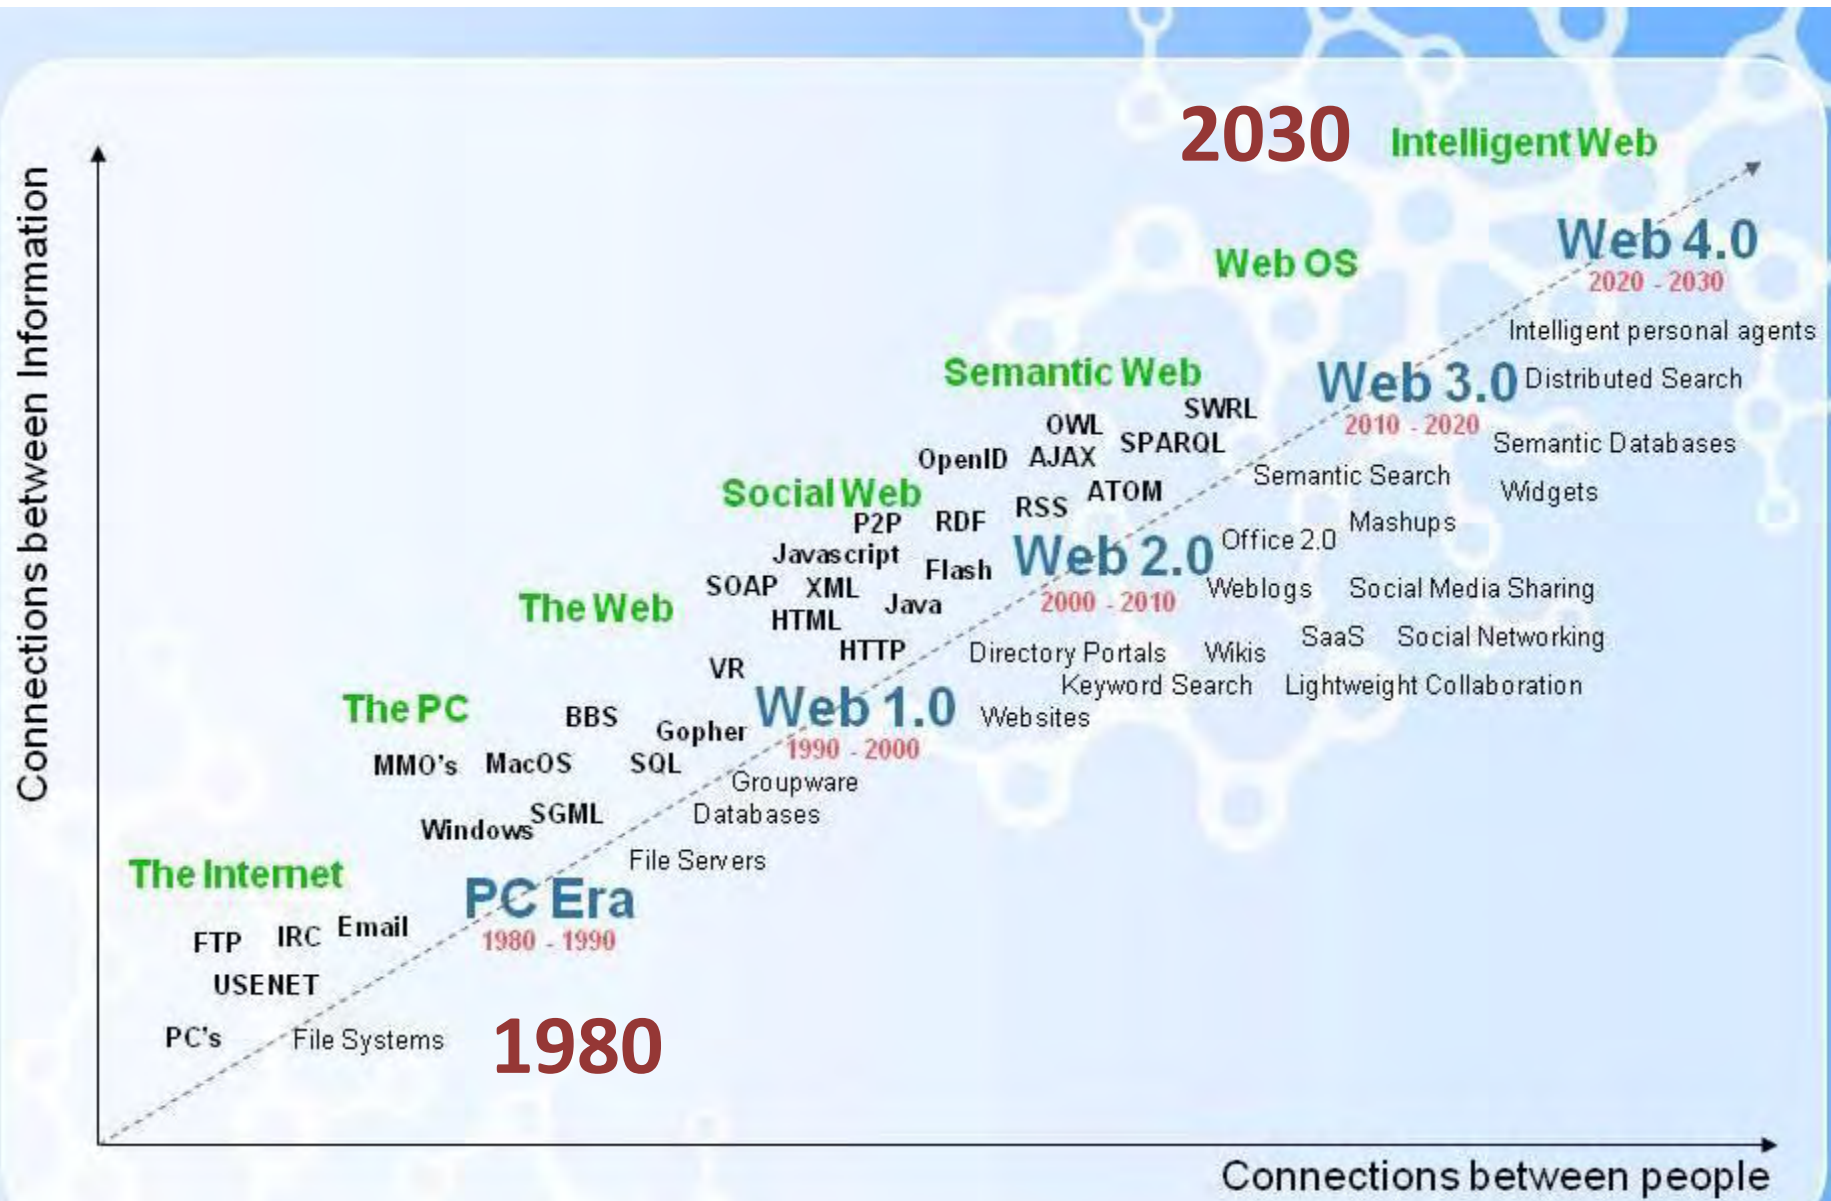 2030
Intelligent Web
Web 4.0
2020 - 2030
Web OS
Intelligent personal agents
Semantic Web
Web 3.0
Distributed Search
2010 - 2020
SWRL
OWL
SPARQL
Semantic Databases
OpenID
AJAX
Semantic Search
Widgets
Social Web
ATOM
RSS
P2P
RDF
Mashups
Office 2.0
Javascript
Web 2.0
Flash
2000 - 2010
SOAP
XML
Weblogs
Social Media Sharing
The Web
Java
HTML
SaaS
Social Networking
HTTP
Directory Portals
Wikis
VR
Keyword Search
Lightweight Collaboration
The PC
BBS
Web 1.0
Websites
Gopher
1990 - 2000
MMO's
MacOS
SQL
Groupware
SGML
Databases
Windows
File Servers
The Internet
PC Era
1980 - 1990
FTP
IRC
Email
USENET
PC's
File Systems
1980
Connections between Information
Connections between people